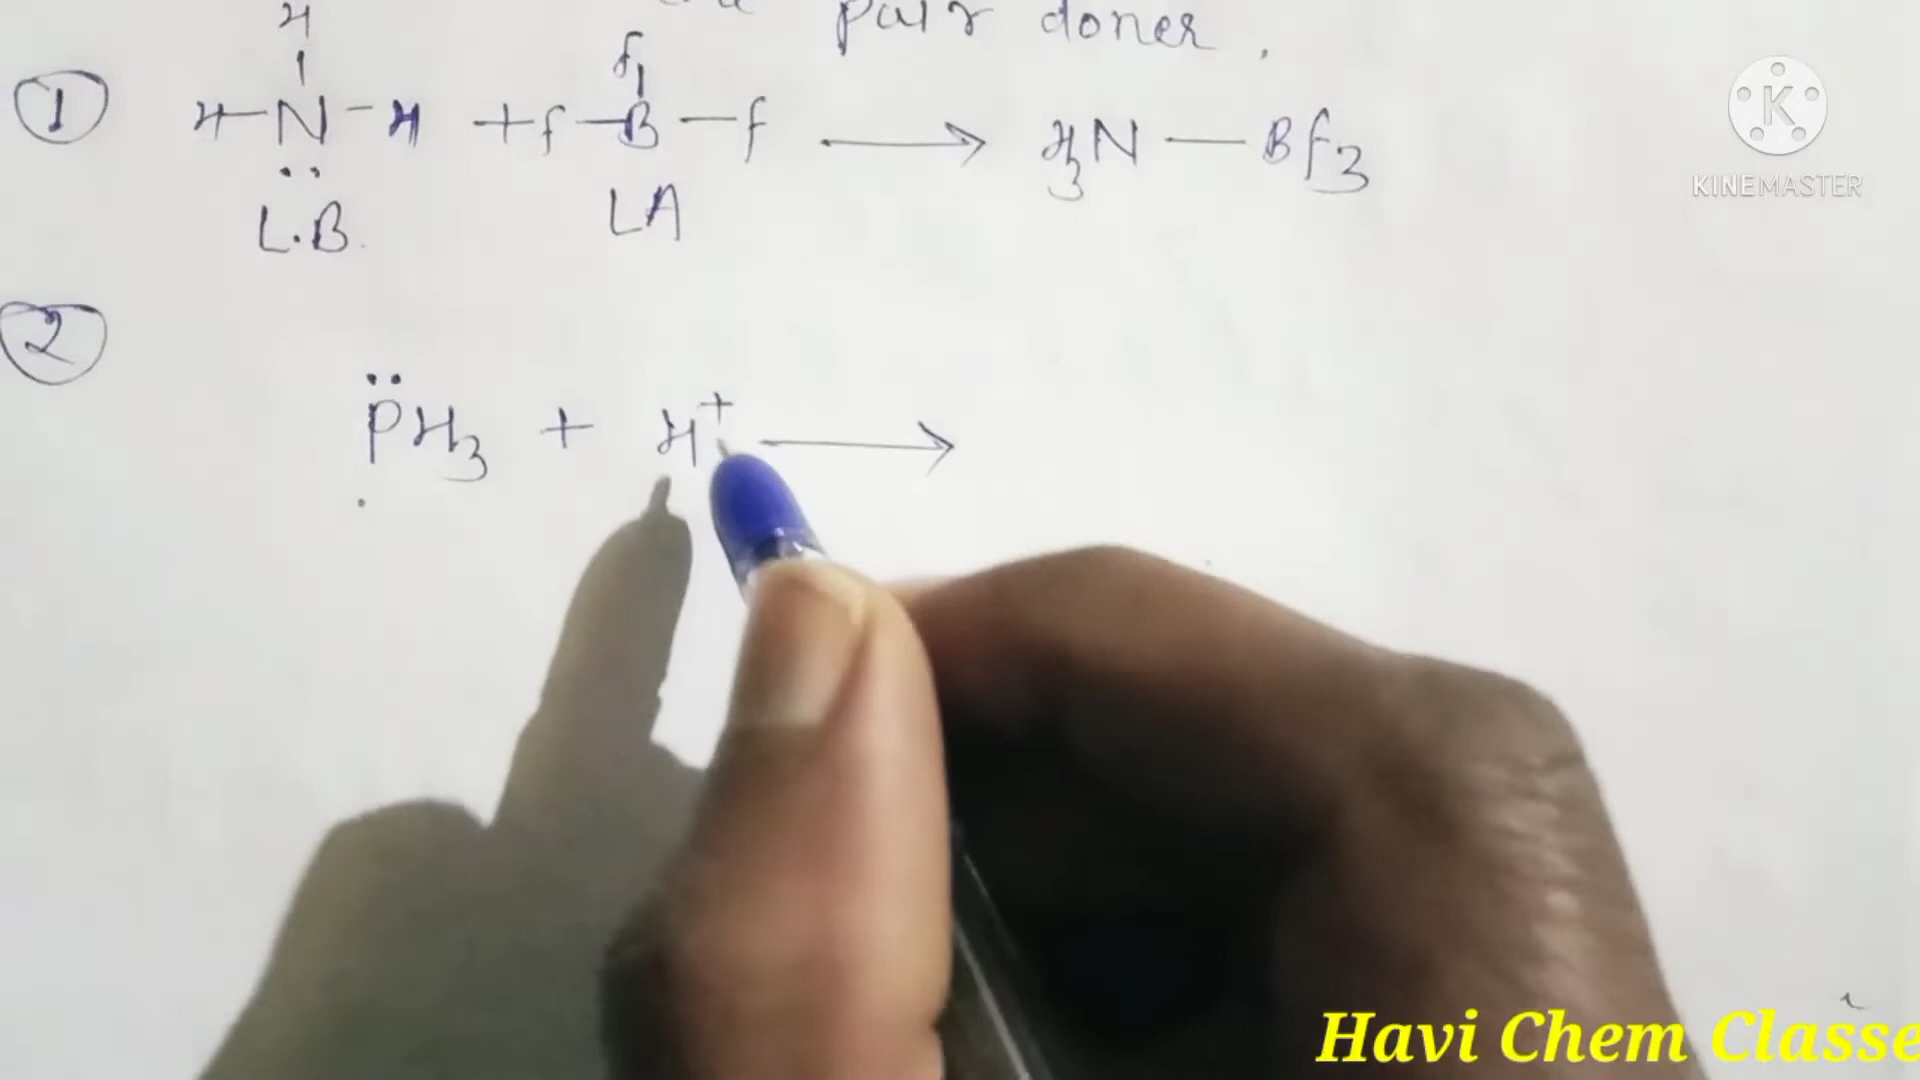 pair doner.
① H–N–H + f–B–f ⟶ H3N — Bf3
H f
L.B. LA
②
PH3 + H+ ⟶
KINEMASTER
Havi Chem Classe